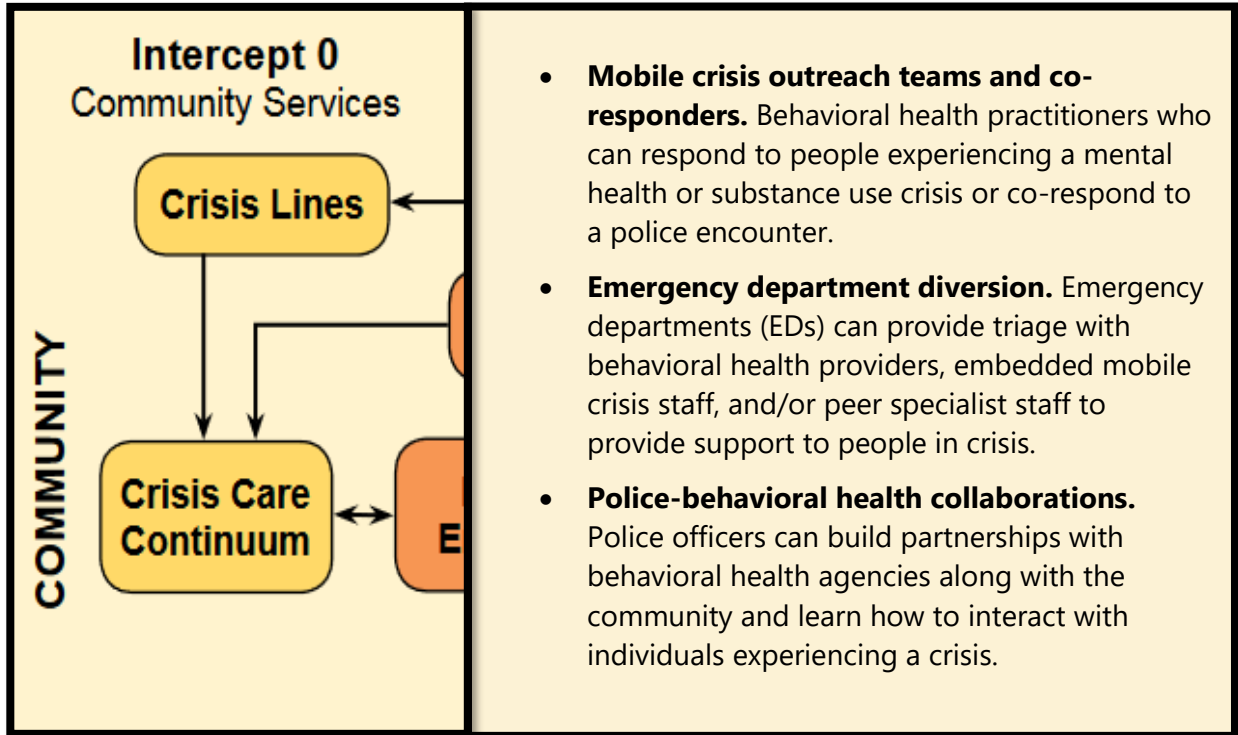 Intercept 0
Community Services
Crisis Lines
COMMUNITY
Crisis Care
Continuum
E
• Mobile crisis outreach teams and co-
responders. Behavioral health practitioners who
can respond to people experiencing a mental
health or substance use crisis or co-respond to
a police encounter.
• Emergency department diversion. Emergency
departments (EDs) can provide triage with
behavioral health providers, embedded mobile
crisis staff, and/or peer specialist staff to
provide support to people in crisis.
• Police-behavioral health collaborations.
Police officers can build partnerships with
behavioral health agencies along with the
community and learn how to interact with
individuals experiencing a crisis.